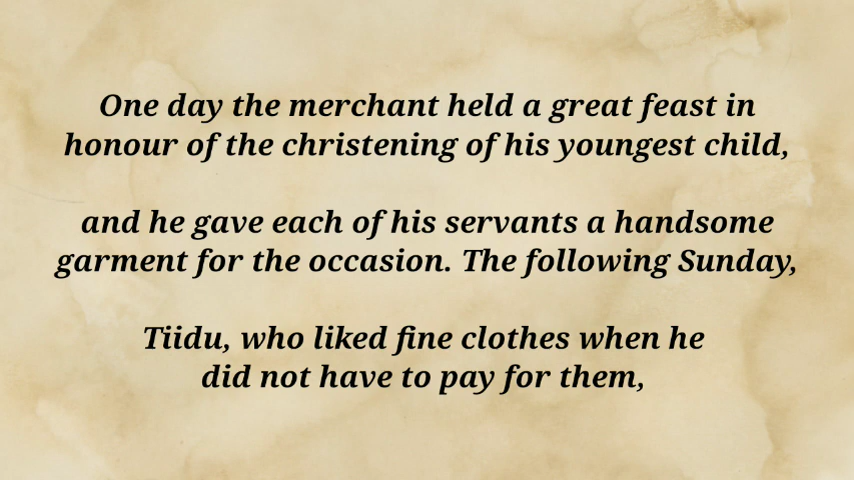 One day the merchant held a great feast in
honour of the christening of his youngest child,
and he gave each of his servants a handsome
garment for the occasion. The following Sunday,
Tiidu, who liked fine clothes when he
did not have to pay for them,